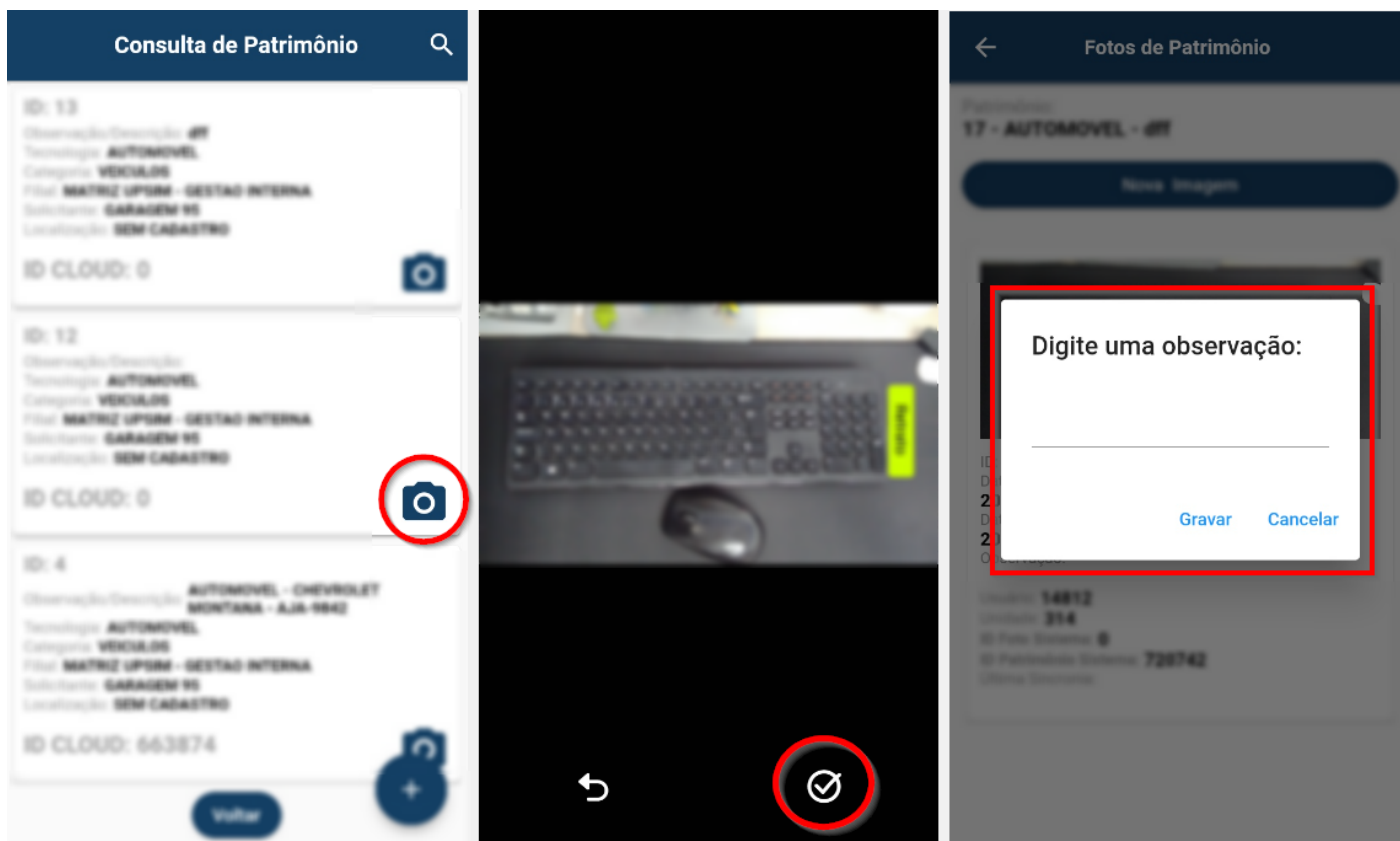 Consulta de Patrimônio
ID: 13
Observação/Descrição: dff
Tecnologia: AUTOMOVEL
Categoria: VEICULOS
Filial: MATRIZ UPSIM - GESTAO INTERNA
Solicitante: GARAGEM 95
Localização: SEM CADASTRO
ID CLOUD: 0
ID: 12
Observação/Descrição:
Tecnologia: AUTOMOVEL
Categoria: VEICULOS
Filial: MATRIZ UPSIM - GESTAO INTERNA
Solicitante: GARAGEM 95
Localização: SEM CADASTRO
ID CLOUD: 0
ID: 4
Observação/Descrição: AUTOMOVEL - CHEVROLET
MONTANA - AJA-9842
Tecnologia: AUTOMOVEL
Categoria: VEICULOS
Filial: MATRIZ UPSIM - GESTAO INTERNA
Solicitante: GARAGEM 95
Localização: SEM CADASTRO
ID CLOUD: 663874
Voltar
Retrato
Fotos de Patrimônio
Patrimônio:
17 - AUTOMOVEL - dff
Nova Imagem
Digite uma observação:
Gravar Cancelar
Observação:
Usuário: 14812
Unidade: 314
ID Foto Sistema: 0
ID Patrimônio Sistema: 720742
Última Sincronia: